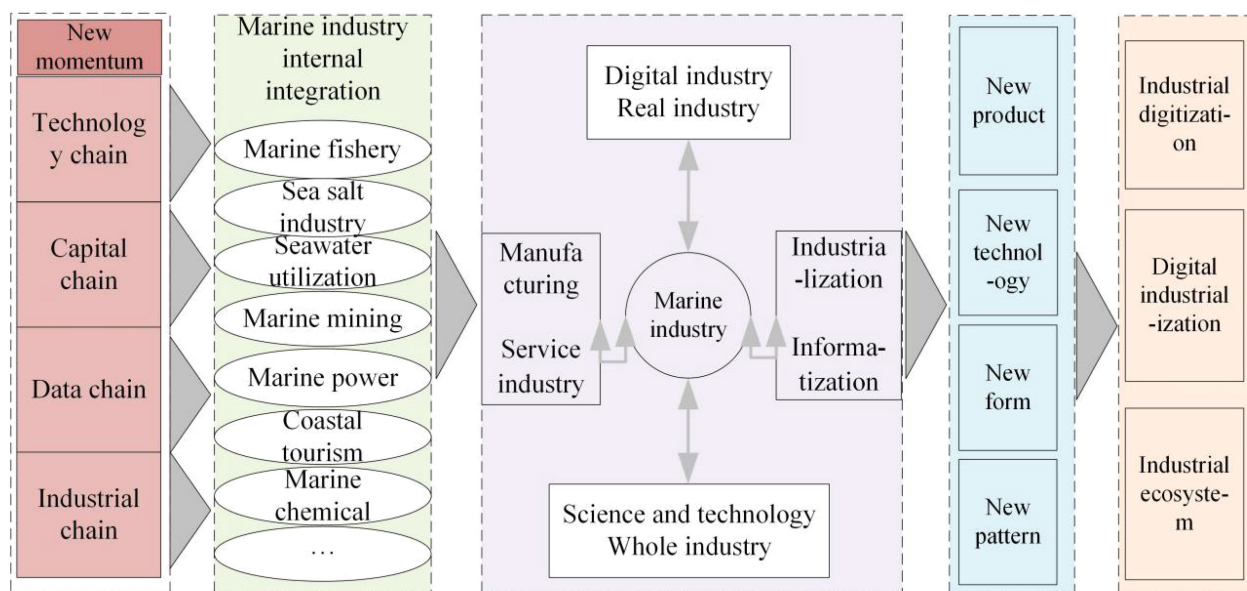 New
momentum
Technolog
y chain
Capital
chain
Data chain
Industrial
chain
Marine industry
internal
integration
Marine fishery
Sea salt
industry
Seawater
utilization
Marine mining
Marine power
Coastal
tourism
Marine
chemical
…
Digital industry
Real industry
Manufa
cturing
Service
industry
Marine
industry
Industria
-lization
Informa-
tization
Science and technology
Whole industry
New
product
New
technol
-ogy
New
form
New
pattern
Industrial
digitizati-
on
Digital
industrial
-ization
Industrial
ecosyste-
m